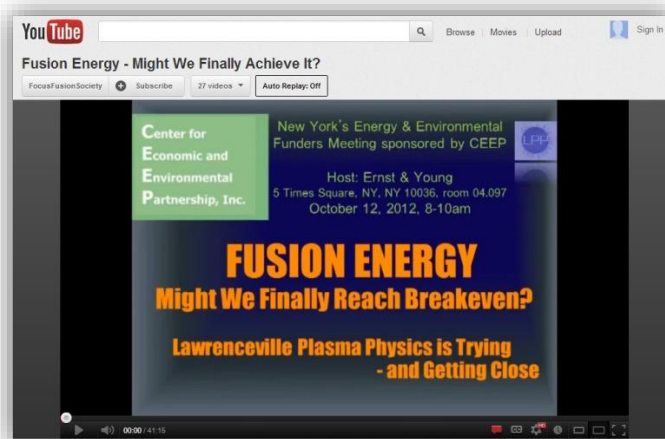 YouTube
Browse | Movies | Upload
Sign In
Fusion Energy - Might We Finally Achieve It?
FocusFusionSociety
Subscribe
27 videos
Auto Replay: Off
Center for
Economic and
Environmental
Partnership, Inc.
New York's Energy & Environmental
Funders Meeting sponsored by CEEP
LPP
Host: Ernst & Young
5 Times Square, NY, NY 10036, room 04.097
October 12, 2012, 8-10am
FUSION ENERGY
Might We Finally Reach Breakeven?
Lawrenceville Plasma Physics is Trying
- and Getting Close
00:00 / 41:15
CC